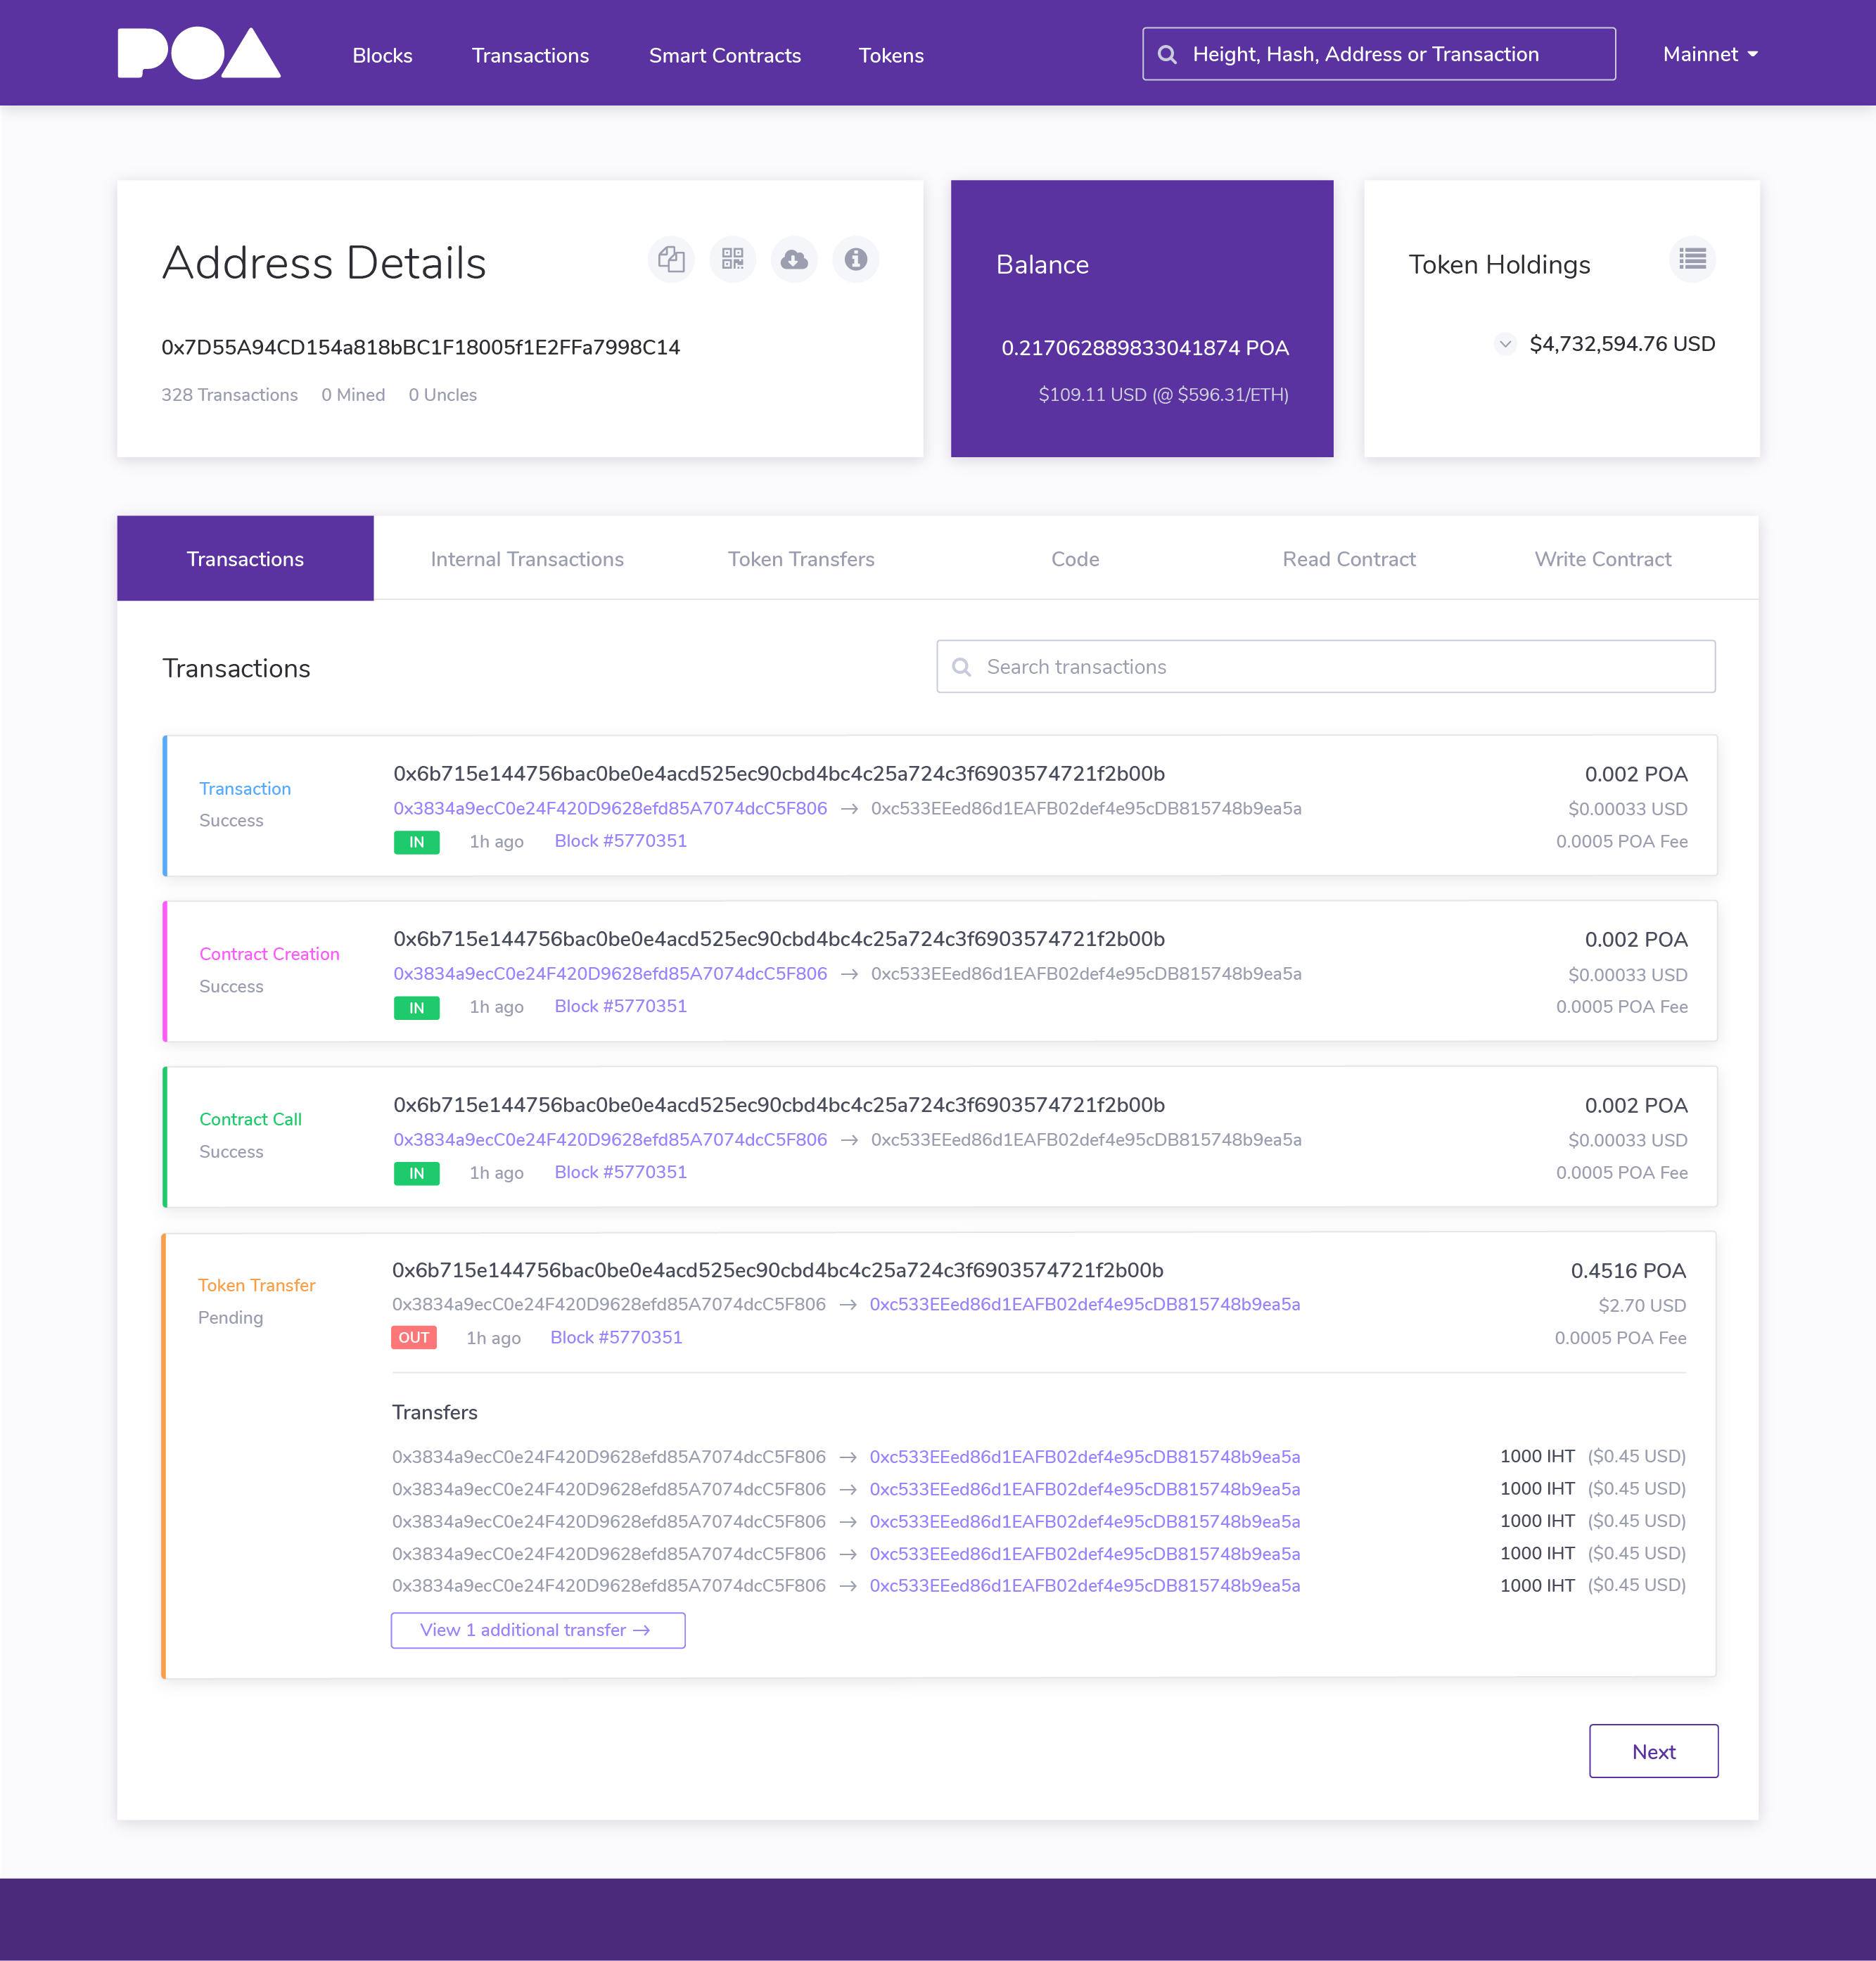 POA Blocks Transactions Smart Contracts Tokens Height, Hash, Address or Transaction Mainnet
Address Details
0x7D55A94CD154a818bBC1F18005f1E2FFa7998C14
328 Transactions 0 Mined 0 Uncles
Balance
0.217062889833041874 POA
$109.11 USD (@ $596.31/ETH)
Token Holdings
$4,732,594.76 USD
Transactions Internal Transactions Token Transfers Code Read Contract Write Contract
Transactions
Search transactions
Transaction
Success
0x6b715e144756bac0be0e4acd525ec90cbd4bc4c25a724c3f6903574721f2b00b
0x3834a9ecC0e24F420D9628efd85A7074dcC5F806 → 0xc533EEed86d1EAFB02def4e95cDB815748b9ea5a
IN 1h ago Block #5770351
0.002 POA
$0.00033 USD
0.0005 POA Fee
Contract Creation
Success
0x6b715e144756bac0be0e4acd525ec90cbd4bc4c25a724c3f6903574721f2b00b
0x3834a9ecC0e24F420D9628efd85A7074dcC5F806 → 0xc533EEed86d1EAFB02def4e95cDB815748b9ea5a
IN 1h ago Block #5770351
0.002 POA
$0.00033 USD
0.0005 POA Fee
Contract Call
Success
0x6b715e144756bac0be0e4acd525ec90cbd4bc4c25a724c3f6903574721f2b00b
0x3834a9ecC0e24F420D9628efd85A7074dcC5F806 → 0xc533EEed86d1EAFB02def4e95cDB815748b9ea5a
IN 1h ago Block #5770351
0.002 POA
$0.00033 USD
0.0005 POA Fee
Token Transfer
Pending
0x6b715e144756bac0be0e4acd525ec90cbd4bc4c25a724c3f6903574721f2b00b
0x3834a9ecC0e24F420D9628efd85A7074dcC5F806 → 0xc533EEed86d1EAFB02def4e95cDB815748b9ea5a
OUT 1h ago Block #5770351
0.4516 POA
$2.70 USD
0.0005 POA Fee
Transfers
0x3834a9ecC0e24F420D9628efd85A7074dcC5F806 → 0xc533EEed86d1EAFB02def4e95cDB815748b9ea5a 1000 IHT ($0.45 USD)
0x3834a9ecC0e24F420D9628efd85A7074dcC5F806 → 0xc533EEed86d1EAFB02def4e95cDB815748b9ea5a 1000 IHT ($0.45 USD)
0x3834a9ecC0e24F420D9628efd85A7074dcC5F806 → 0xc533EEed86d1EAFB02def4e95cDB815748b9ea5a 1000 IHT ($0.45 USD)
0x3834a9ecC0e24F420D9628efd85A7074dcC5F806 → 0xc533EEed86d1EAFB02def4e95cDB815748b9ea5a 1000 IHT ($0.45 USD)
0x3834a9ecC0e24F420D9628efd85A7074dcC5F806 → 0xc533EEed86d1EAFB02def4e95cDB815748b9ea5a 1000 IHT ($0.45 USD)
View 1 additional transfer →
Next